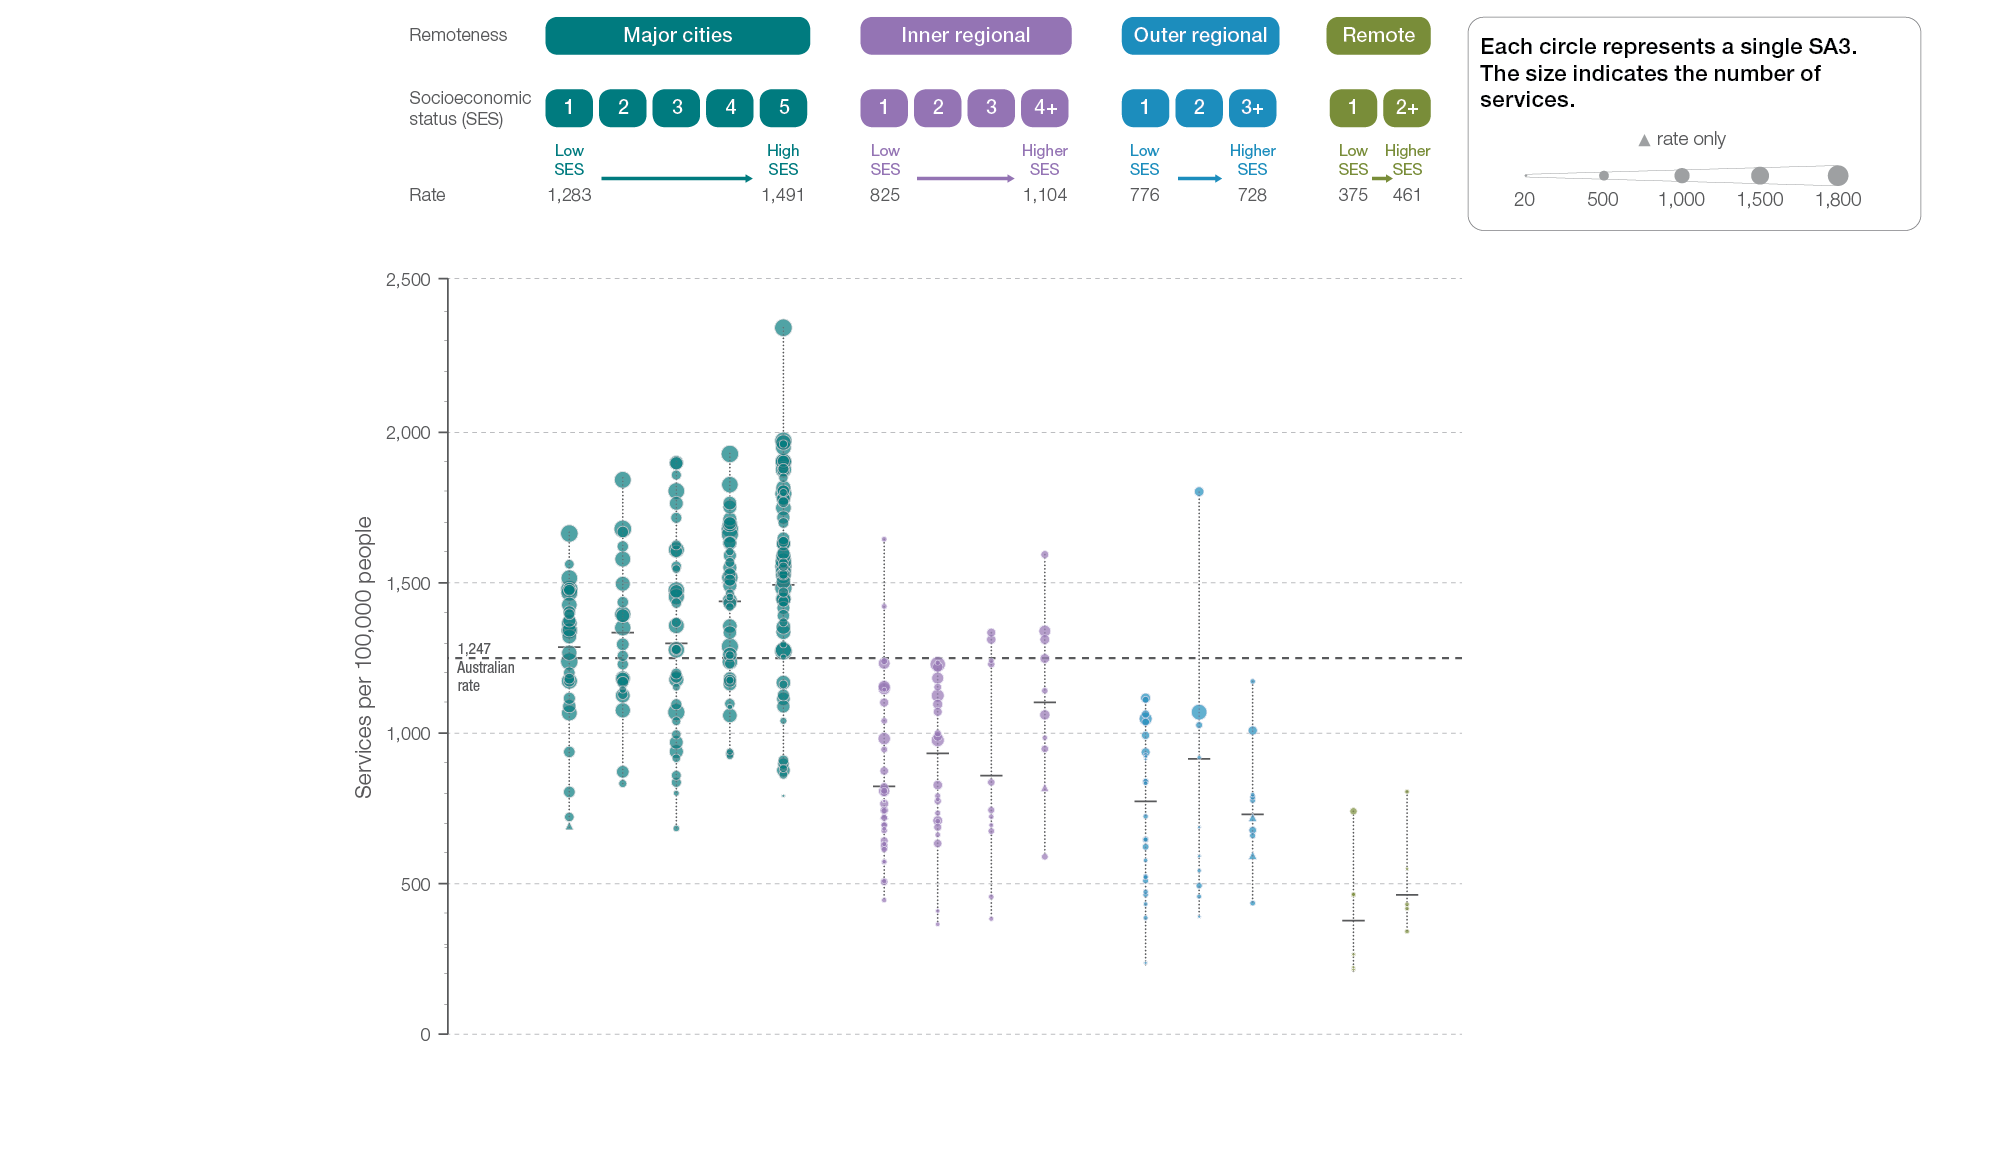 Remoteness
Major cities
Inner regional
Outer regional
Remote
Socioeconomic
status (SES)
1 2 3 4 5
1 2 3 4+
1 2 3+
1 2+
Low
SES
High
SES
Low
SES
Higher
SES
Low
SES
Higher
SES
Low
SES
Higher
SES
Rate
1,283
1,491
825
1,104
776
728
375
461
Each circle represents a single SA3.
The size indicates the number of
services.
▲ rate only
20 500 1,000 1,500 1,800
Services per 100,000 people
2,500
2,000
1,500
1,000
500
0
1,247
Australian
rate